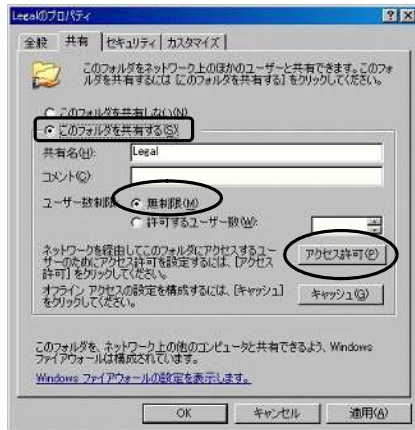 Legalのプロパティ
全般 共有 セキュリティ カスタマイズ
このフォルダをネットワーク上のほかのユーザーと共有できます。このフォ
ルダを共有するには [このフォルダを共有する] をクリックしてください。
このフォルダを共有しない(N)
このフォルダを共有する(S)
共有名(H): Legal
コメント(C):
ユーザー数制限: 無制限(M)
許可するユーザー数(W):
ネットワークを経由してこのフォルダにアクセスするユー
ザーのためにアクセス許可を設定するには、[アクセス
許可] をクリックしてください。
アクセス許可(P)
オフライン アクセスの設定を構成するには、[キャッシュ]
をクリックしてください。
キャッシュ(G)
このフォルダを、ネットワーク上の他のコンピュータと共有できるよう、Windows
ファイアウォールは構成されています。
Windows ファイアウォールの設定を表示します。
OK キャンセル 適用(A)